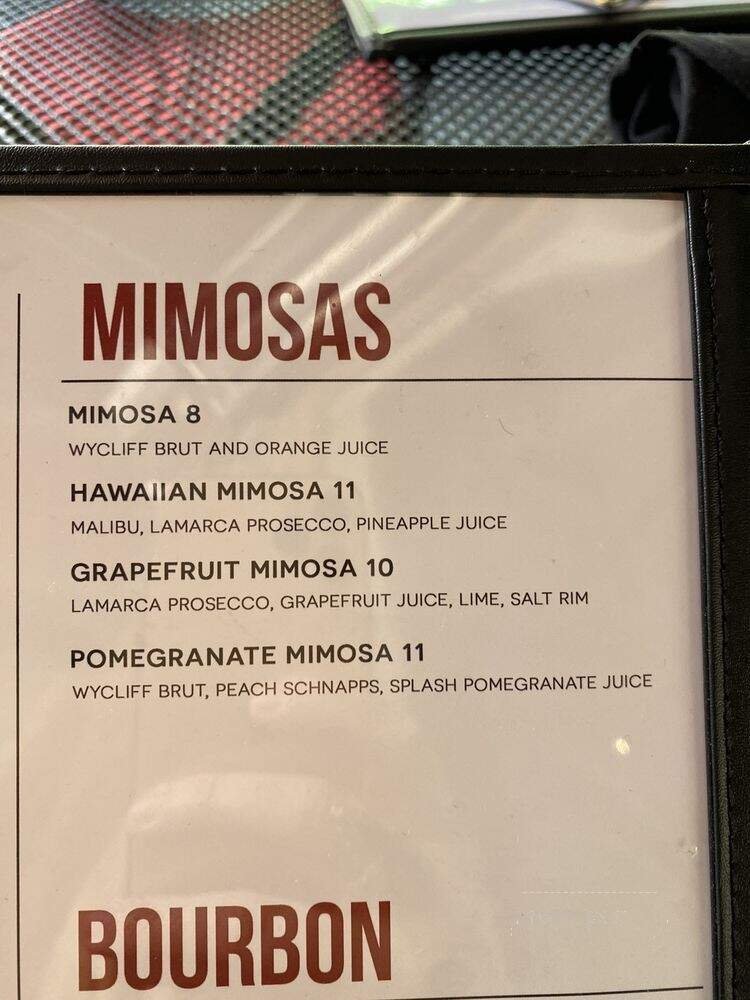 MIMOSAS
MIMOSA 8
WYCLIFF BRUT AND ORANGE JUICE
HAWAIIAN MIMOSA 11
MALIBU, LAMARCA PROSECCO, PINEAPPLE JUICE
GRAPEFRUIT MIMOSA 10
LAMARCA PROSECCO, GRAPEFRUIT JUICE, LIME, SALT RIM
POMEGRANATE MIMOSA 11
WYCLIFF BRUT, PEACH SCHNAPPS, SPLASH POMEGRANATE JUICE
BOURBON